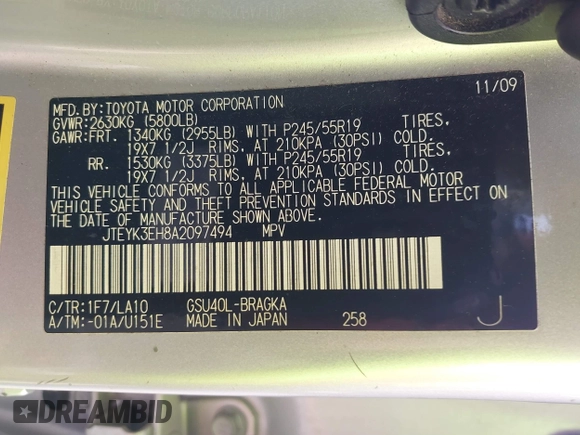 11/09
MFD.BY:TOYOTA MOTOR CORPORATION
GVWR:2630KG (5800LB)
GAWR:FRT. 1340KG (2955LB) WITH P245/55R19 TIRES.
19X7 1/2J RIMS. AT 210KPA (30PSI) COLD.
RR. 1530KG (3375LB) WITH P245/55R19 TIRES.
19X7 1/2J RIMS. AT 210KPA (30PSI) COLD.
THIS VEHICLE CONFORMS TO ALL APPLICABLE FEDERAL MOTOR
VEHICLE SAFETY AND THEFT PREVENTION STANDARDS IN EFFECT ON
THE DATE OF MANUFACTURE SHOWN ABOVE.
JTEYK3EH8A2097494 MPV
C/TR:1F7/LA10 GSU40L-BRAGKA
A/TM:-01A/U151E MADE IN JAPAN 258 J
DREAMBID